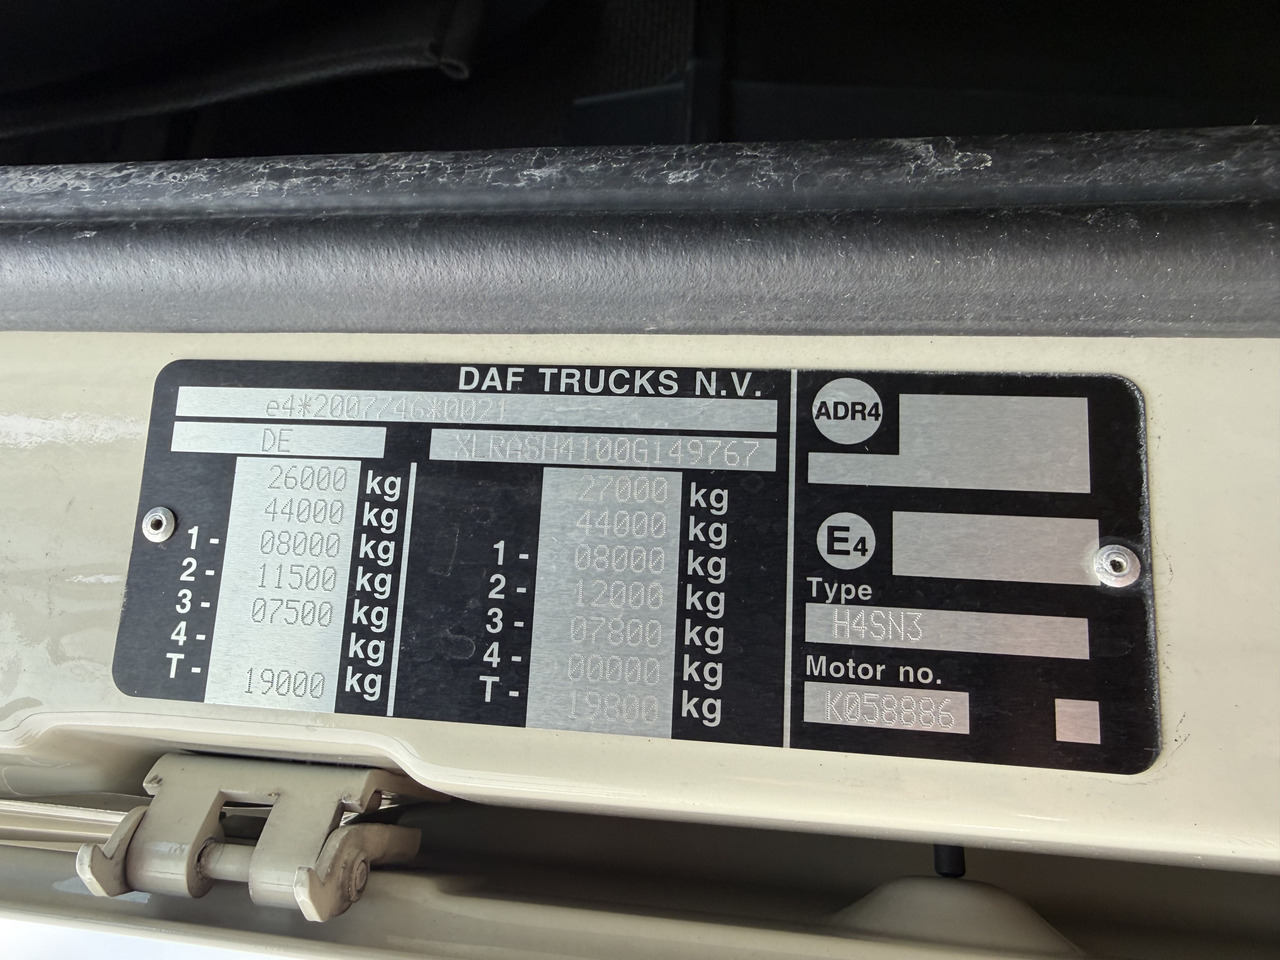 DAF TRUCKS N.V.
e4*2007/46*0021
DE XLRASH4100G149767
26000 kg 27000 kg
44000 kg 44000 kg
1- 08000 kg 1- 08000 kg
2- 11500 kg 2- 12000 kg
3- 07500 kg 3- 07800 kg
4- kg 4- 00000 kg
T- 19000 kg T- 19800 kg
ADR4
E4
Type
H4SN3
Motor no.
K058886